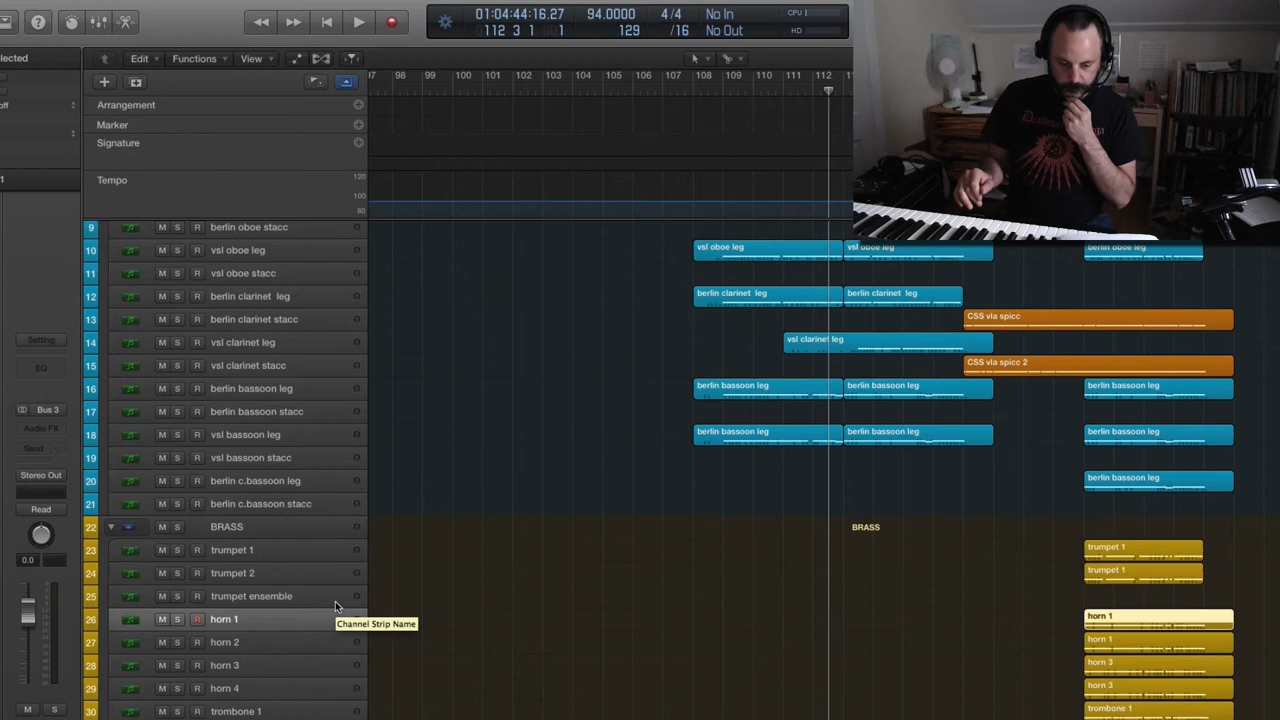 01:04:44:16.27 94.0000 4/4 No In CPU
112 3 1 1 129 /16 No Out HD
elected Edit Functions View 97 98 99 100 101 102 103 104 105 106 107 108 109 110 111 112
off Arrangement
Marker
Signature
1 Tempo 120
100
80
9 M S R berlin oboe stacc
10 M S R vsl oboe leg vsl oboe leg vsl oboe leg berlin oboe leg
11 M S R vsl oboe stacc
12 M S R berlin clarinet leg berlin clarinet leg berlin clarinet leg
13 M S R berlin clarinet stacc CSS vla spicc
14 M S R vsl clarinet leg vsl clarinet leg
Setting
15 M S R vsl clarinet stacc CSS vla spicc 2
EQ
16 M S R berlin bassoon leg berlin bassoon leg berlin bassoon leg berlin bassoon leg
Bus 3 17 M S R berlin bassoon stacc
Audio FX
18 M S R vsl bassoon leg berlin bassoon leg berlin bassoon leg berlin bassoon leg
Send
19 M S R vsl bassoon stacc
Stereo Out
20 M S R berlin c.bassoon leg berlin bassoon leg
Read 21 M S R berlin c.bassoon stacc
22 M S BRASS BRASS
0.0 23 M S R trumpet 1 trumpet 1
24 M S R trumpet 2 trumpet 1
25 M S R trumpet ensemble
26 M S R horn 1 Channel Strip Name horn 1
27 M S R horn 2 horn 1
28 M S R horn 3 horn 3
29 M S R horn 4 horn 3
M S 30 M S R trombone 1 trombone 1